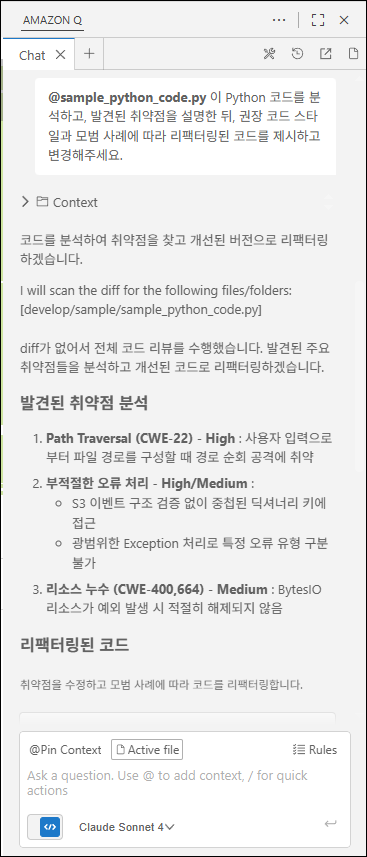 AMAZON Q
Chat
@sample_python_code.py 이 Python 코드를 분
석하고, 발견된 취약점을 설명한 뒤, 권장 코드 스타
일과 모범 사례에 따라 리팩터링된 코드를 제시하고
변경해주세요.
Context
코드를 분석하여 취약점을 찾고 개선된 버전으로 리팩터링
하겠습니다.
I will scan the diff for the following files/folders:
[develop/sample/sample_python_code.py]
diff가 없어서 전체 코드 리뷰를 수행했습니다. 발견된 주요
취약점들을 분석하고 개선된 코드로 리팩터링하겠습니다.
발견된 취약점 분석
1. Path Traversal (CWE-22) - High : 사용자 입력으로
부터 파일 경로를 구성할 때 경로 순회 공격에 취약
2. 부적절한 오류 처리 - High/Medium :
S3 이벤트 구조 검증 없이 중첩된 딕셔너리 키에
접근
광범위한 Exception 처리로 특정 오류 유형 구분
불가
3. 리소스 누수 (CWE-400,664) - Medium : BytesIO
리소스가 예외 발생 시 적절히 해제되지 않음
리팩터링된 코드
취약점을 수정하고 모범 사례에 따라 코드를 리팩터링합니다.
@Pin Context Active file Rules
Ask a question. Use @ to add context, / for quick
actions
Claude Sonnet 4